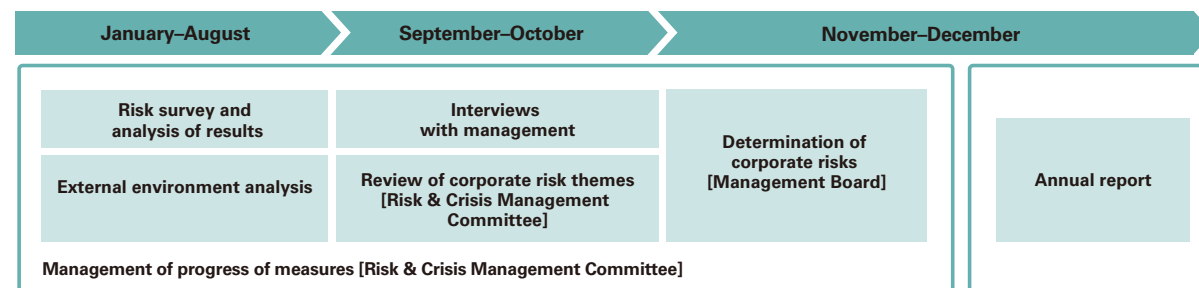 January–August
September–October
November–December
Risk survey and
analysis of results
External environment analysis
Interviews
with management
Review of corporate risk themes
[Risk & Crisis Management
Committee]
Determination of
corporate risks
[Management Board]
Annual report
Management of progress of measures [Risk & Crisis Management Committee]